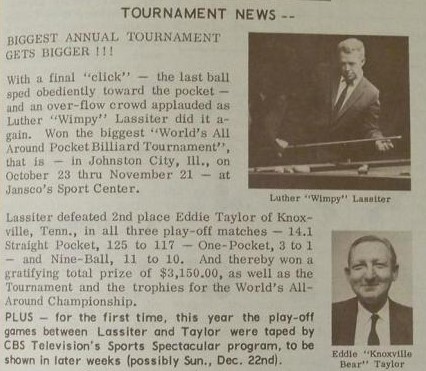 TOURNAMENT NEWS --
BIGGEST ANNUAL TOURNAMENT
GETS BIGGER !!!
With a final "click" — the last ball
sped obediently toward the pocket —
and an over-flow crowd applauded as
Luther "Wimpy" Lassiter did it a-
gain. Won the biggest "World's All
Around Pocket Billiard Tournament",
that is — in Johnston City, Ill., on
October 23 thru November 21 — at
Jansco's Sport Center.
Luther "Wimpy" Lassiter
Lassiter defeated 2nd place Eddie Taylor of Knox-
ville, Tenn., in all three play-off matches — 14.1
Straight Pocket, 125 to 117 — One-Pocket, 3 to 1
— and Nine-Ball, 11 to 10. And thereby won a
gratifying total prize of $3,150.00, as well as the
Tournament and the trophies for the World's All-
Around Championship.
PLUS — for the first time, this year the play-off
games between Lassiter and Taylor were taped by
CBS Television's Sports Spectacular program, to be
shown in later weeks (possibly Sun., Dec. 22nd).
Eddie "Knoxville
Bear" Taylor